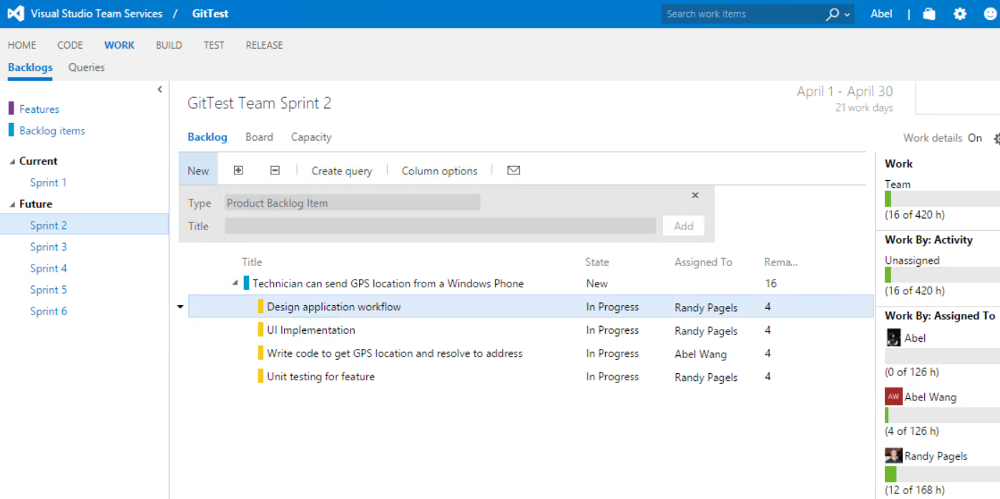 Visual Studio Team Services / GitTest Search work items Abel |
HOME CODE WORK BUILD TEST RELEASE
Backlogs Queries
Features
Backlog items
Current
Sprint 1
Future
Sprint 2
Sprint 3
Sprint 4
Sprint 5
Sprint 6
GitTest Team Sprint 2
April 1 - April 30
21 work days
Backlog Board Capacity
Work details On
New Create query Column options
Type Product Backlog Item
Title Add
Title State Assigned To Rema...
Technician can send GPS location from a Windows Phone New 16
Design application workflow In Progress Randy Pagels 4
UI Implementation In Progress Randy Pagels 4
Write code to get GPS location and resolve to address In Progress Abel Wang 4
Unit testing for feature In Progress Randy Pagels 4
Work
Team
(16 of 420 h)
Work By: Activity
Unassigned
(16 of 420 h)
Work By: Assigned To
Abel
(0 of 126 h)
AW Abel Wang
(4 of 126 h)
Randy Pagels
(12 of 168 h)